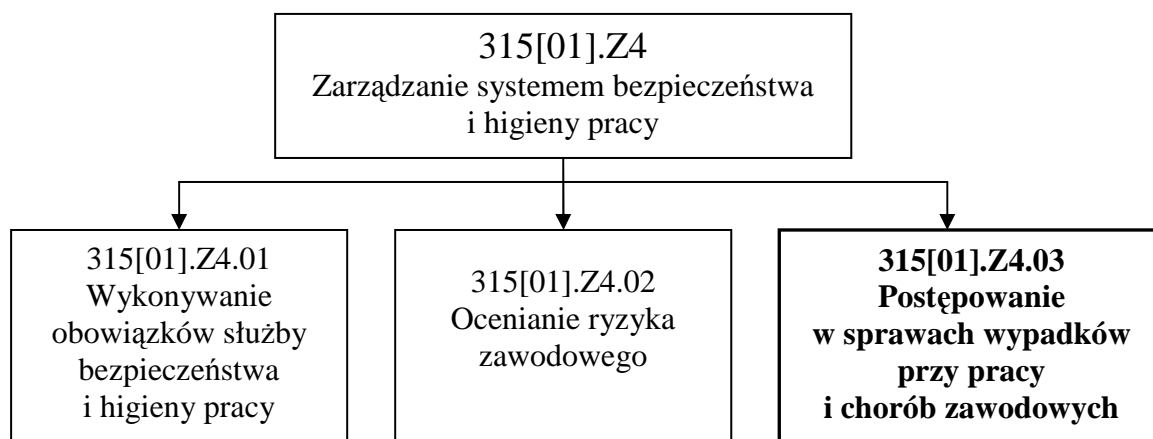 315[01].Z4
Zarządzanie systemem bezpieczeństwa
i higieny pracy
315[01].Z4.01
Wykonywanie
obowiązków służby
bezpieczeństwa
i higieny pracy
315[01].Z4.02
Ocenianie ryzyka
zawodowego
315[01].Z4.03
Postępowanie
w sprawach wypadków
przy pracy
i chorób zawodowych